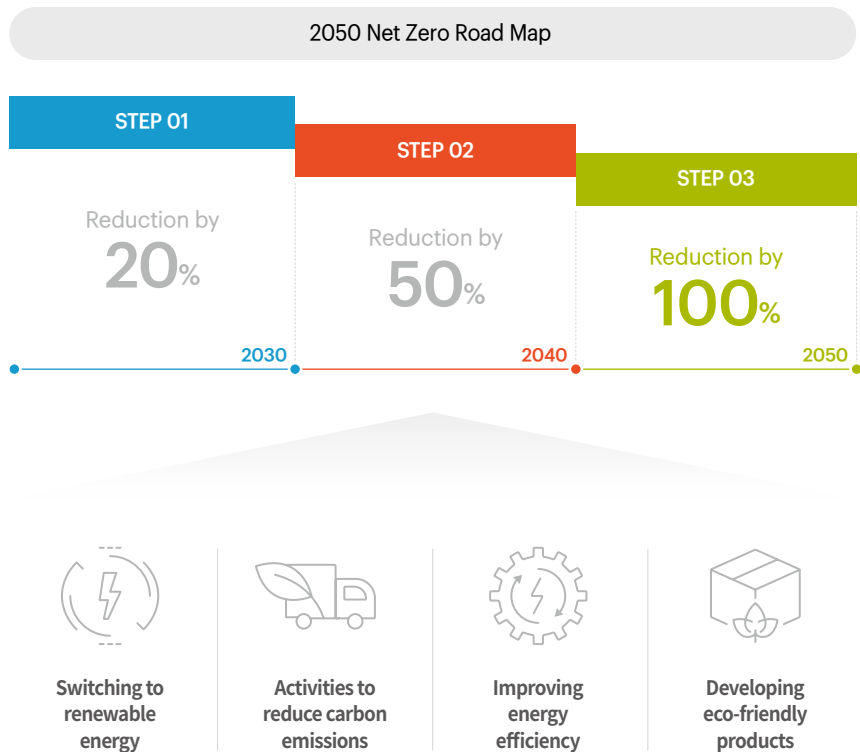 2050 Net Zero Road Map
STEP 01
Reduction by
20%
2030
STEP 02
Reduction by
50%
2040
STEP 03
Reduction by
100%
2050
Switching to
renewable
energy
Activities to
reduce carbon
emissions
Improving
energy
efficiency
Developing
eco-friendly
products